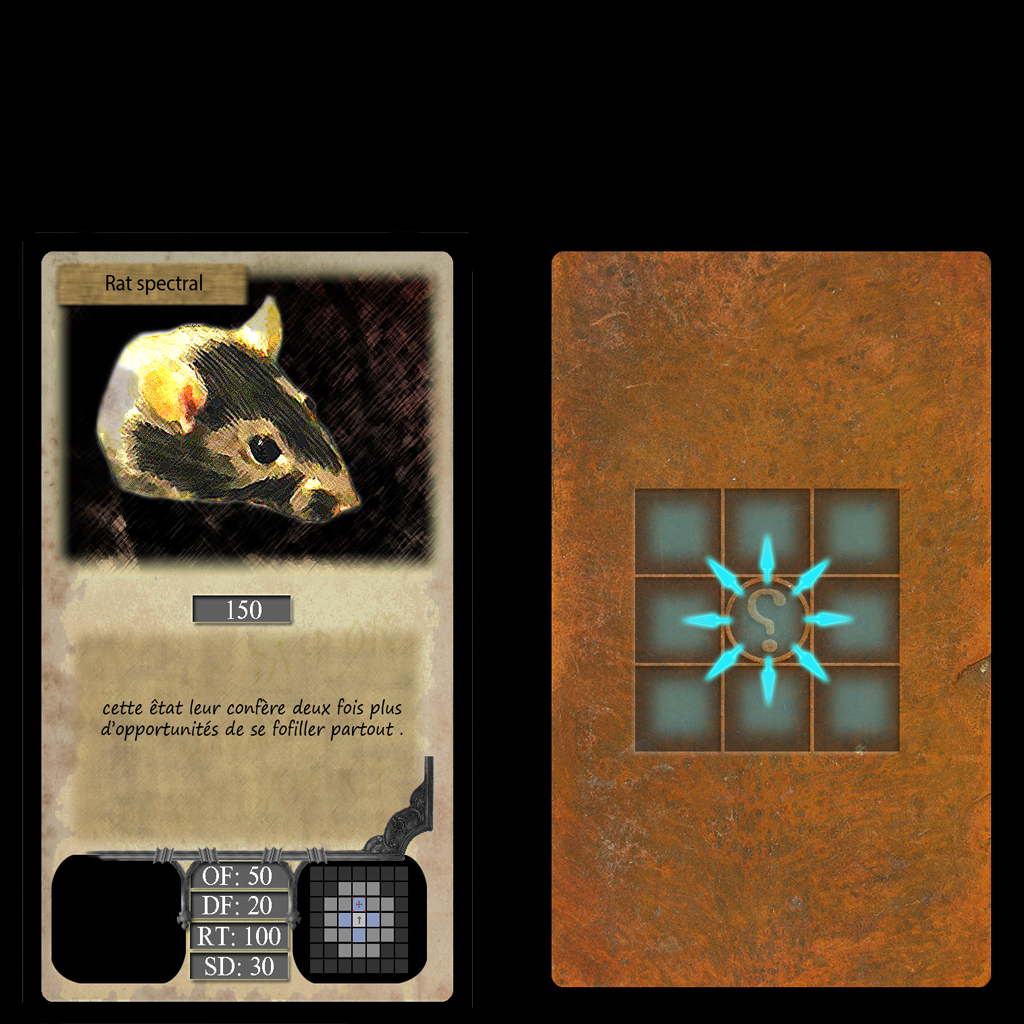 Rat spectral
150
cette êtat leur confère deux fois plus
d'opportunités de se fofiller partout .
OF: 50
DF: 20
RT: 100
SD: 30